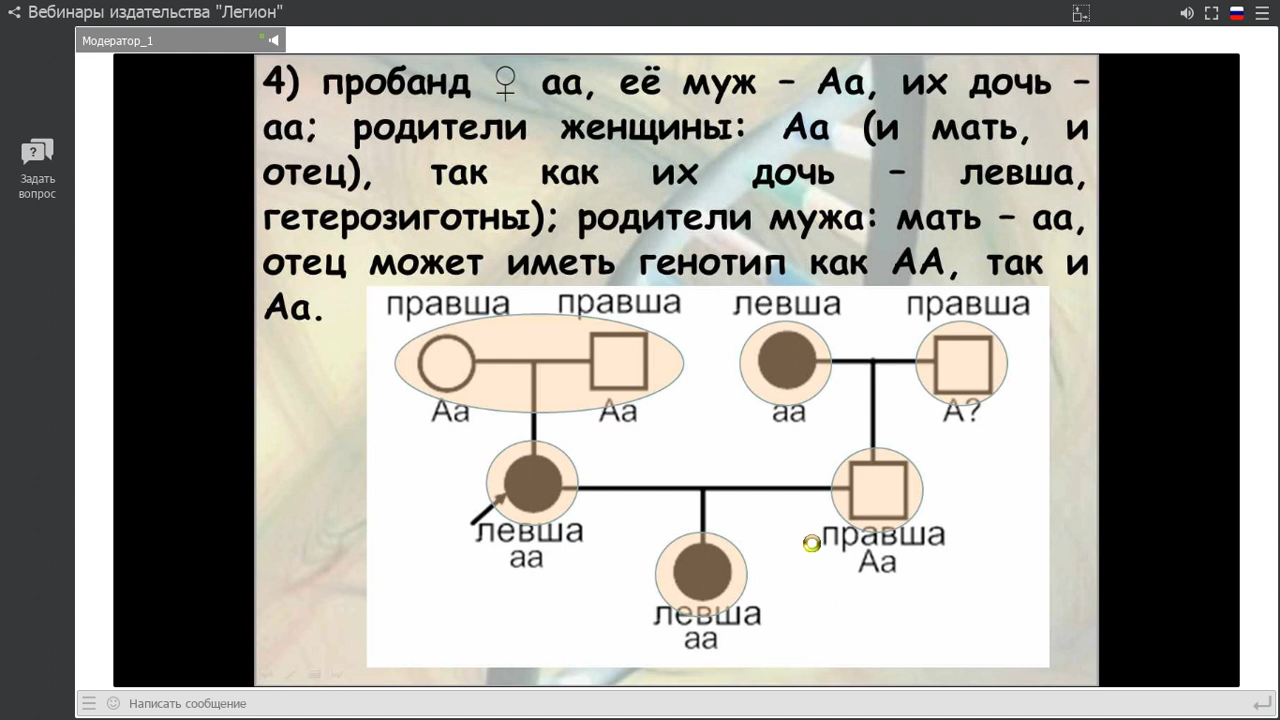 Вебинары издательства "Легион"
Модератор_1
Задать
вопрос
4) пробанд ♀ аа, её муж – Аа, их дочь –
аа; родители женщины: Аа (и мать, и
отец), так как их дочь – левша,
гетерозиготны); родители мужа: мать – аа,
отец может иметь генотип как АА, так и
Аа.
правша правша левша правша
Аа Аа аа А?
левша правша
аа Аа
левша
аа
Написать сообщение